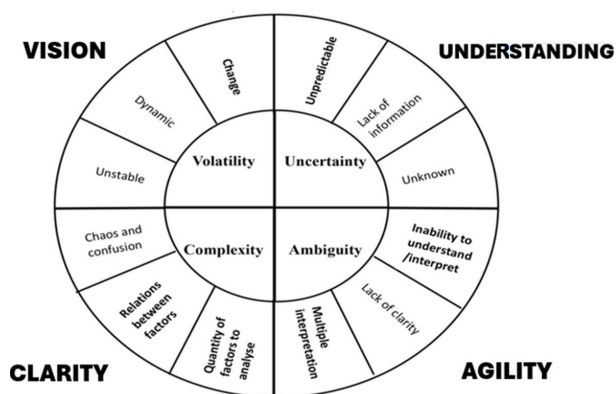 VISION
UNDERSTANDING
Change
Unpredictable
Dynamic
Lack of
information
Unstable
Unknown
Volatility
Uncertainty
Complexity
Ambiguity
Chaos and
confusion
Inability to
understand
/interpret
Relations
between
factors
Lack of clarity
Quantity of
factors to
analyse
Multiple
interpretation
CLARITY
AGILITY